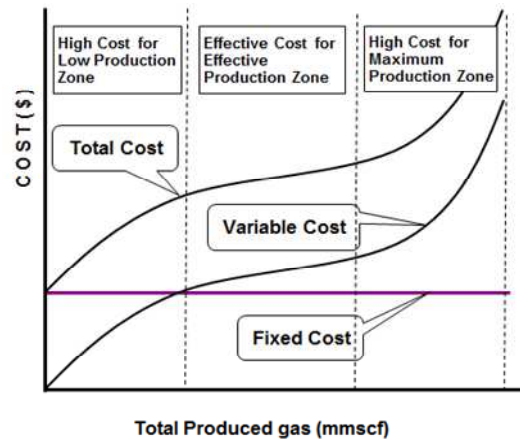 High Cost for
Low Production
Zone
Effective Cost for
Effective
Production Zone
High Cost for
Maximum
Production Zone
COST($)
Total Cost
Variable Cost
Fixed Cost
Total Produced gas (mmscf)